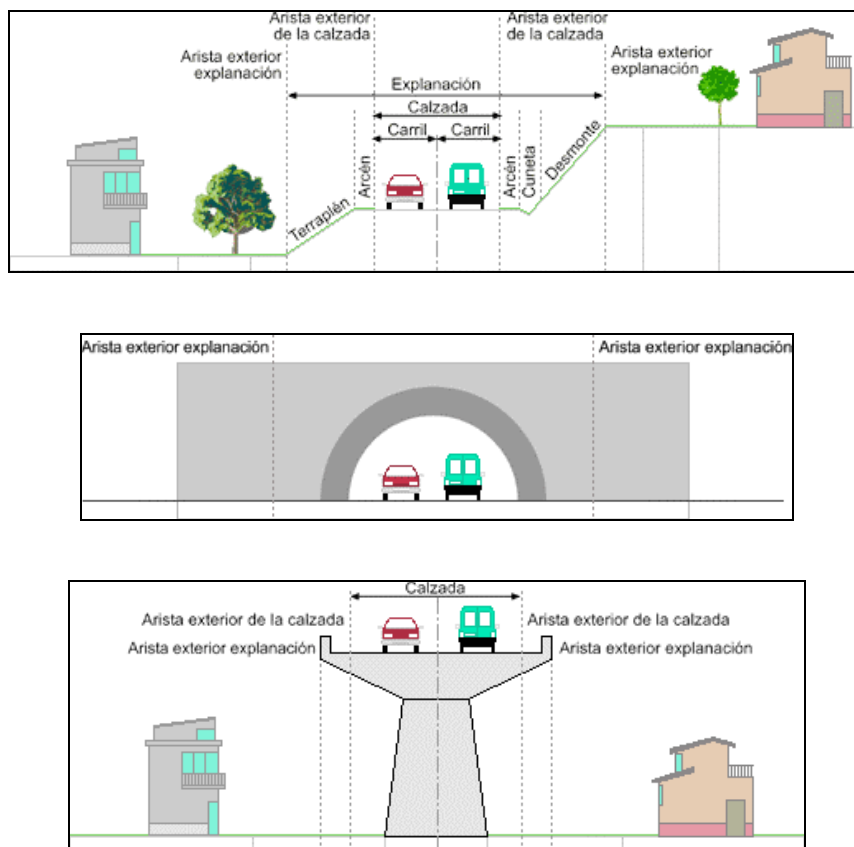 Arista exterior
de la calzada
Arista exterior
de la calzada
Arista exterior
explanación
Arista exterior
explanación
Explanación
Calzada
Carril
Carril
Terraplén
Arcén
Arcén
Cuneta
Desmonte
Arista exterior explanación
Arista exterior explanación
Calzada
Arista exterior de la calzada
Arista exterior de la calzada
Arista exterior explanación
Arista exterior explanación